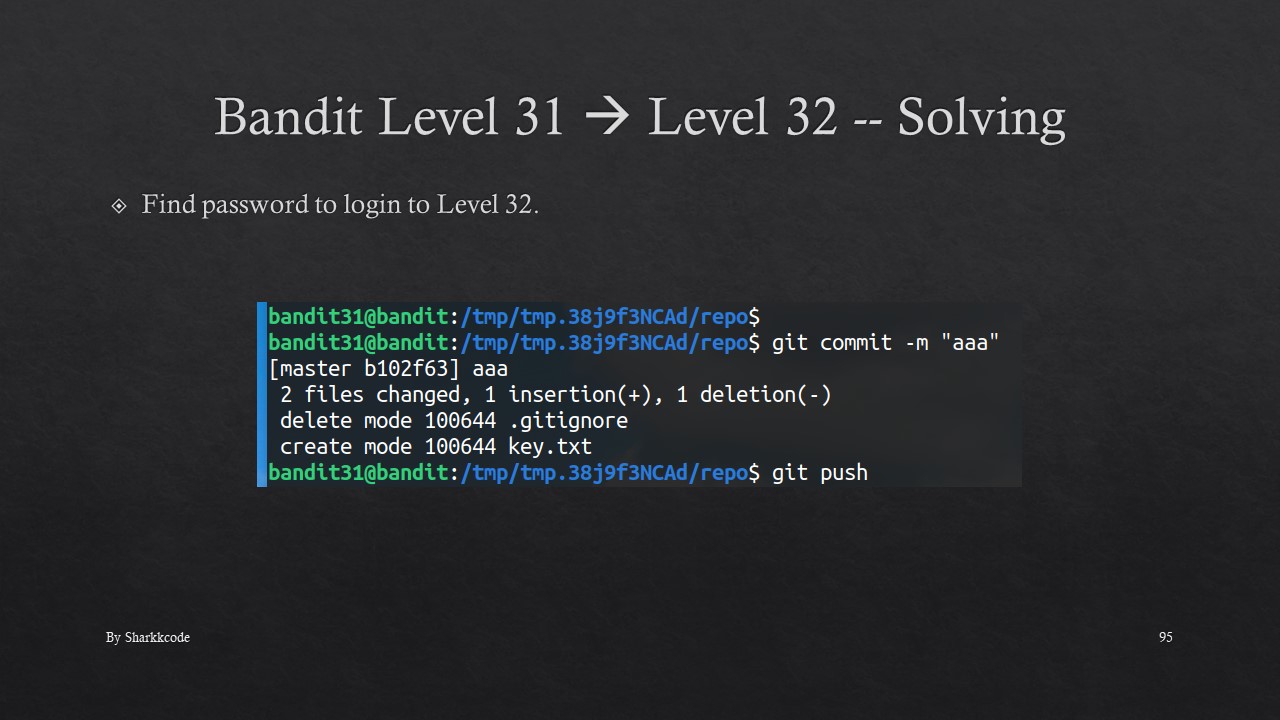 Bandit Level 31 → Level 32 -- Solving
Find password to login to Level 32.
bandit31@bandit:/tmp/tmp.38j9f3NCAd/repo$
bandit31@bandit:/tmp/tmp.38j9f3NCAd/repo$ git commit -m "aaa"
[master b102f63] aaa
 2 files changed, 1 insertion(+), 1 deletion(-)
 delete mode 100644 .gitignore
 create mode 100644 key.txt
bandit31@bandit:/tmp/tmp.38j9f3NCAd/repo$ git push
By Sharkkcode
95